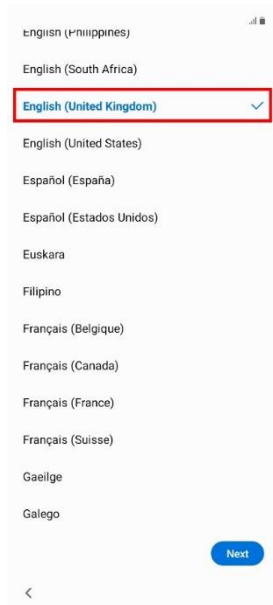 English (Philippines)
English (South Africa)
English (United Kingdom)
English (United States)
Español (España)
Español (Estados Unidos)
Euskara
Filipino
Français (Belgique)
Français (Canada)
Français (France)
Français (Suisse)
Gaeilge
Galego
Next